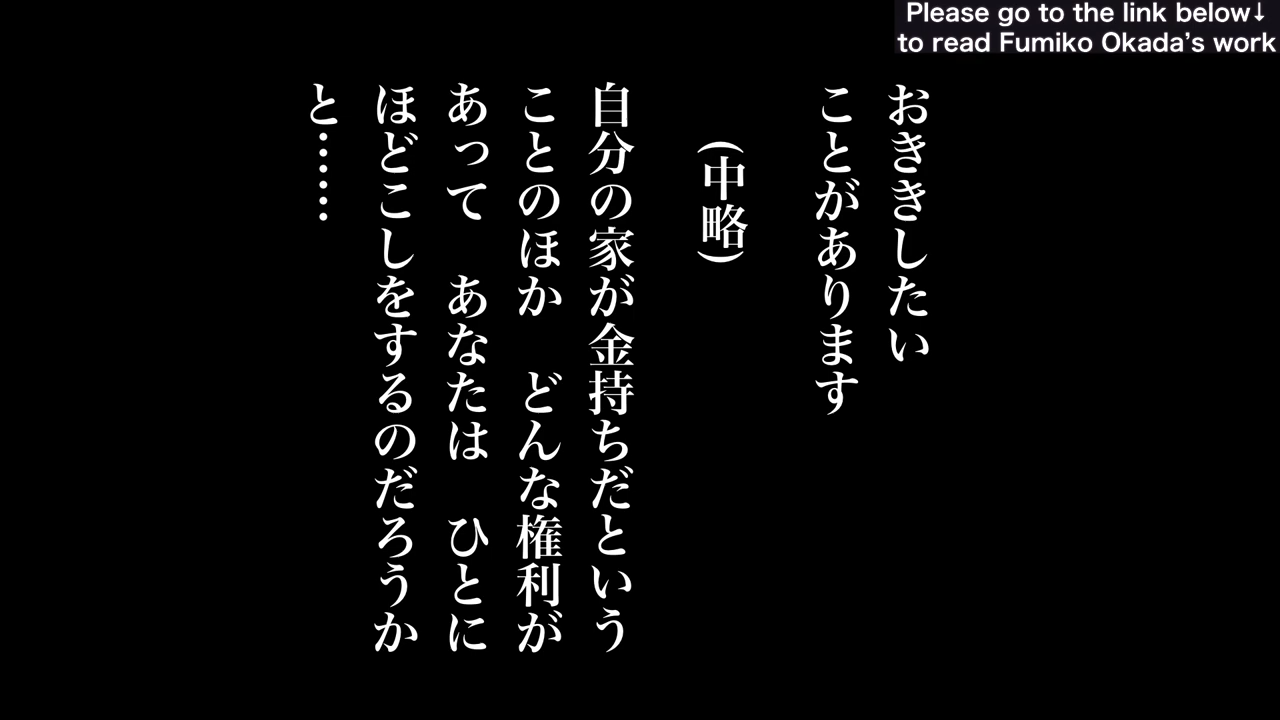 Please go to the link below↓
to read Fumiko Okada's work
おききしたい
ことがあります
(中略)
自分の家が金持ちだという
ことのほか　どんな権利が
あって　あなたは　ひとに
ほどこしをするのだろうか
と……